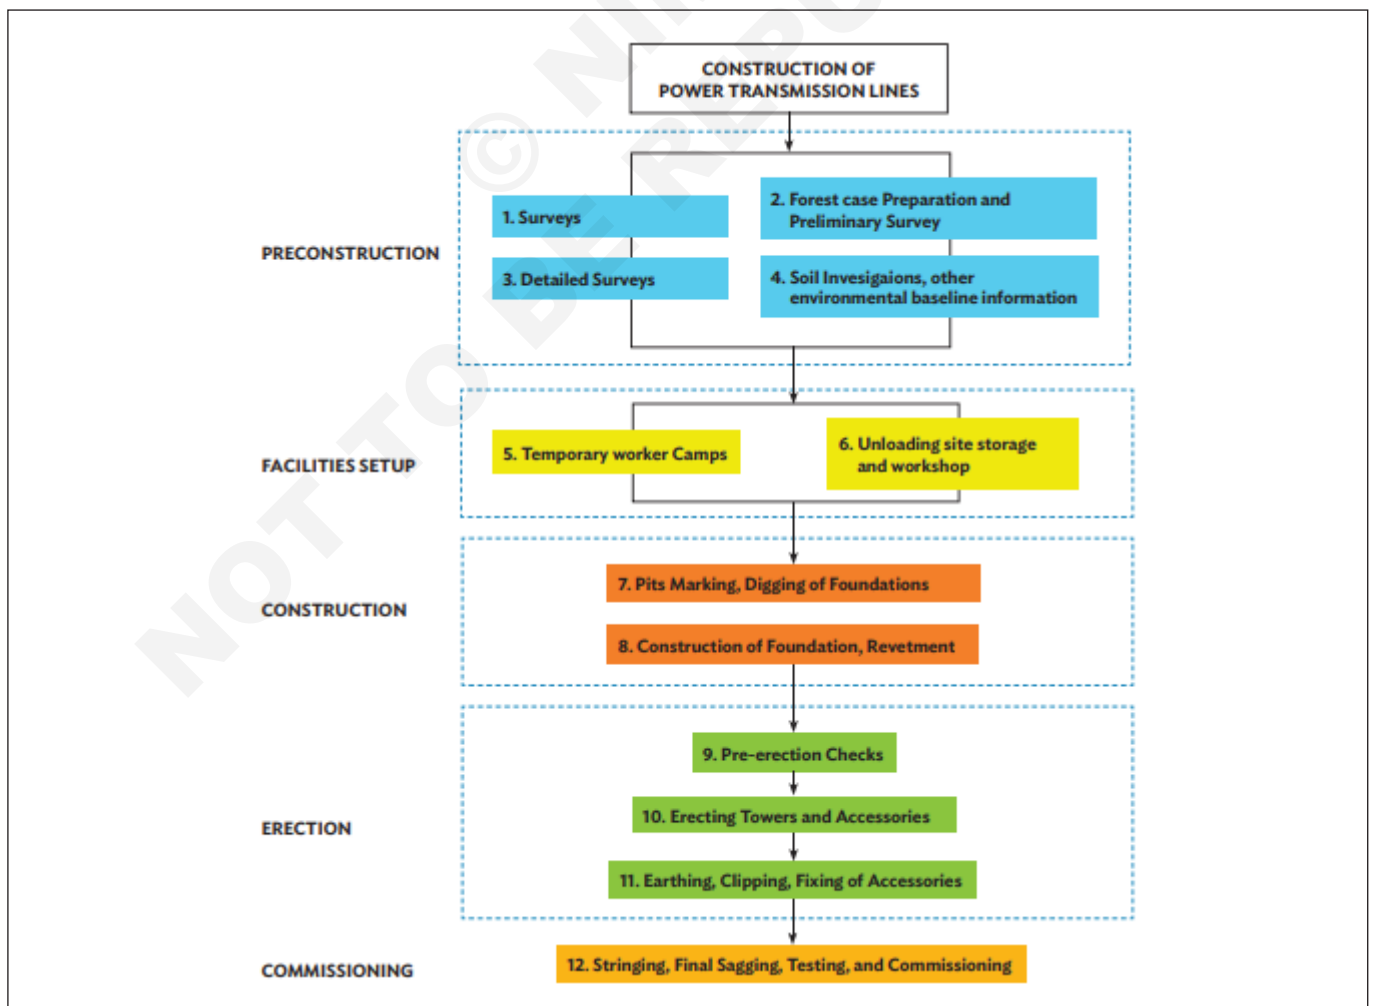 CONSTRUCTION OF
POWER TRANSMISSION LINES
PRECONSTRUCTION
1. Surveys
2. Forest case Preparation and
Preliminary Survey
3. Detailed Surveys
4. Soil Invesigaions, other
environmental baseline information
FACILITIES SETUP
5. Temporary worker Camps
6. Unloading site storage
and workshop
CONSTRUCTION
7. Pits Marking, Digging of Foundations
8. Construction of Foundation, Revetment
ERECTION
9. Pre-erection Checks
10. Erecting Towers and Accessories
11. Earthing, Clipping, Fixing of Accessories
COMMISSIONING
12. Stringing, Final Sagging, Testing, and Commissioning
©
NOT TO BE